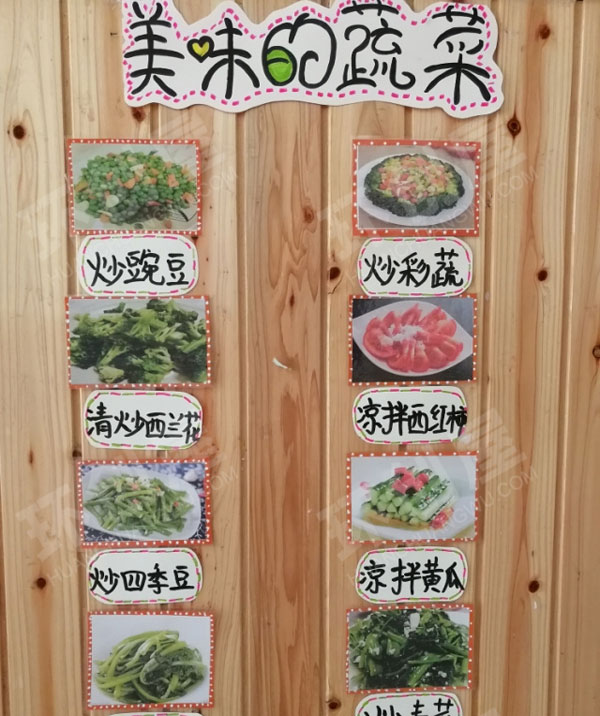 美味的蔬菜
炒豌豆
炒彩蔬
清炒西兰花
凉拌西红柿
炒四季豆
凉拌黄瓜